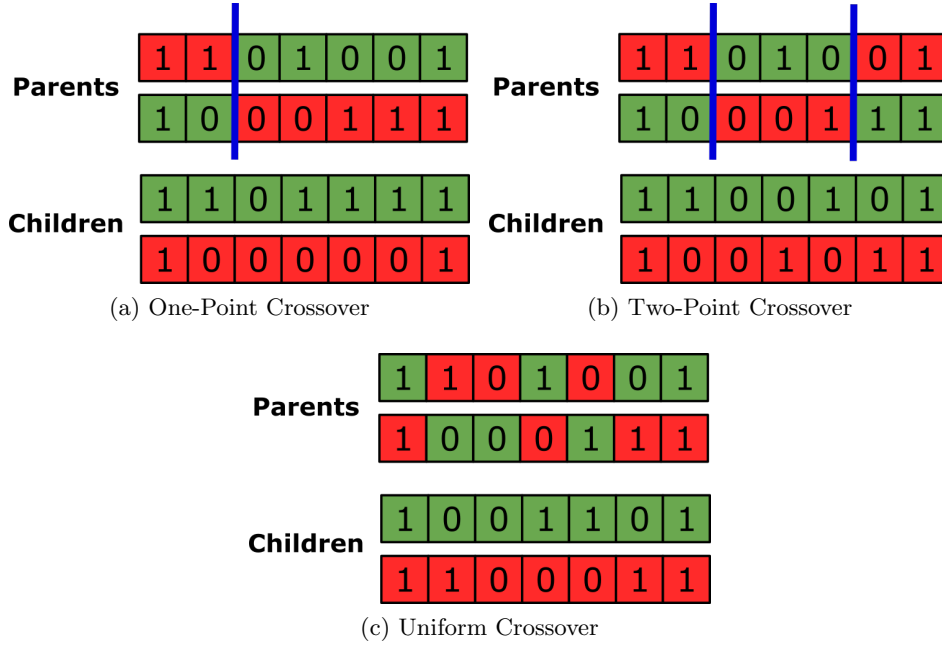 1 1 0 1 0 0 1
Parents
1 0 0 0 1 1 1
1 1 0 1 1 1 1
Children
1 0 0 0 0 0 1
(a) One-Point Crossover
1 1 0 1 0 0 1
Parents
1 0 0 0 1 1 1
1 1 0 0 1 0 1
Children
1 0 0 1 0 1 1
(b) Two-Point Crossover
1 1 0 1 0 0 1
Parents
1 0 0 0 1 1 1
1 0 0 1 1 0 1
Children
1 1 0 0 0 1 1
(c) Uniform Crossover